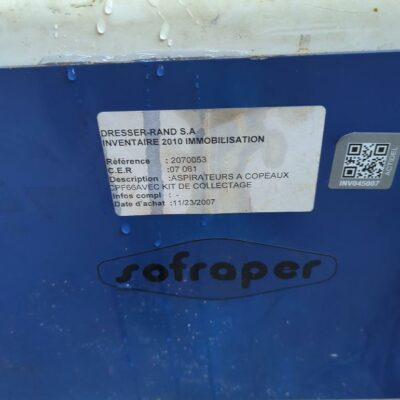 DRESSER-RAND S.A
INVENTAIRE 2010 IMMOBILISATION
Référence : 2070053
C.E.R :07 061
Description :ASPIRATEURS A COPEAUX
CPF66AVEC KIT DE COLLECTAGE
Infos compl : -
Date d'achat :11/23/2007
INV045007
sofraper